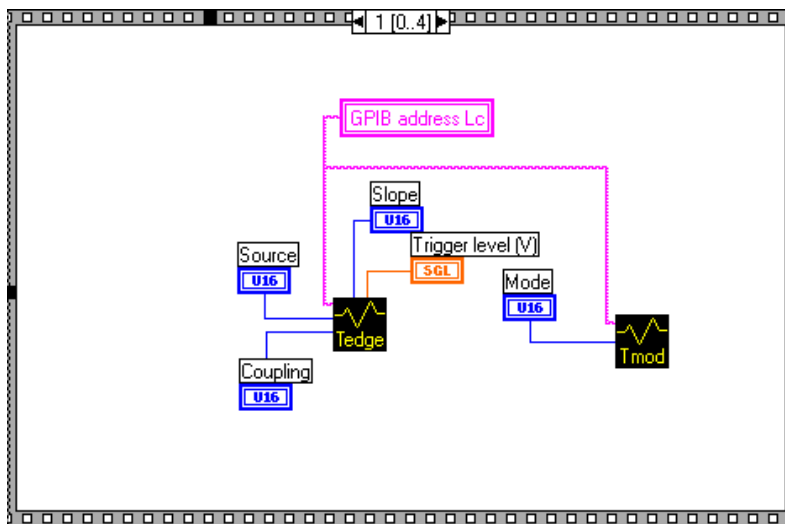 1 [0..4]
GPIB address Lc
Slope
U16
Trigger level (V)
SGL
Source
U16
Mode
U16
Tedge
Tmod
Coupling
U16